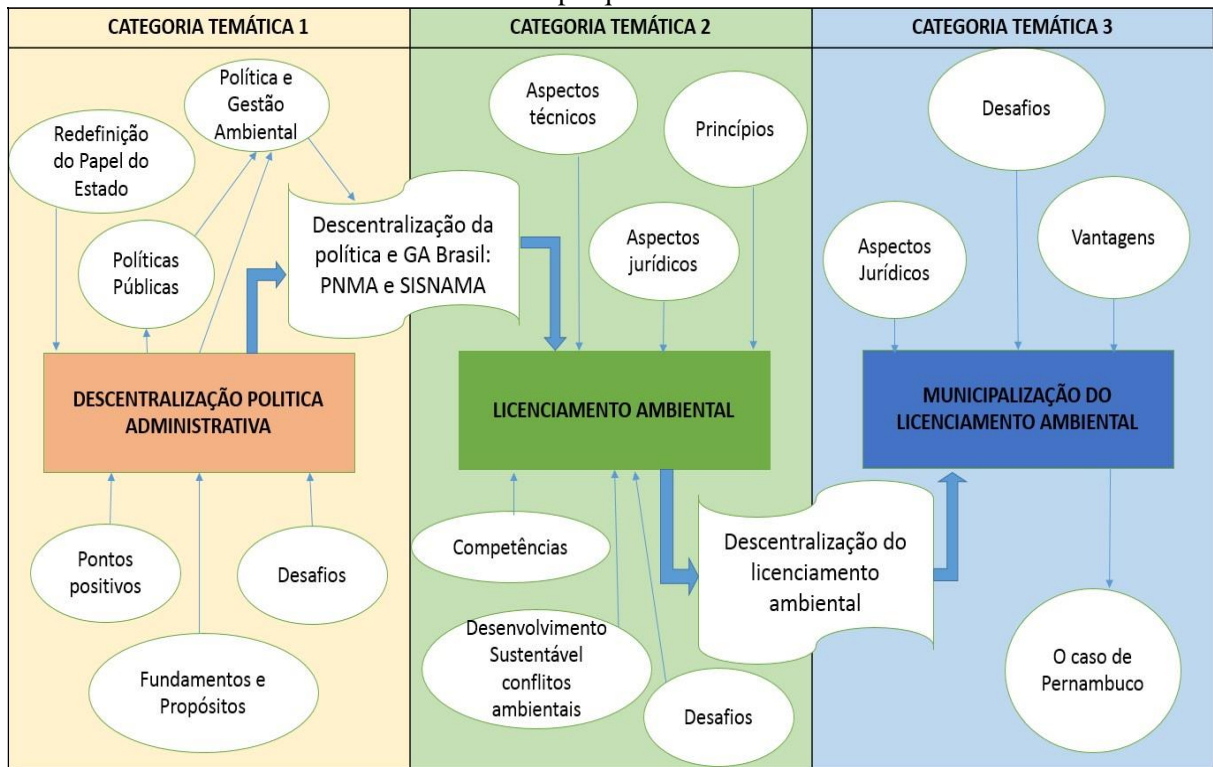 CATEGORIA TEMÁTICA 1
CATEGORIA TEMÁTICA 2
CATEGORIA TEMÁTICA 3
Redefinição
do Papel do
Estado
Política e
Gestão
Ambiental
Políticas
Públicas
Descentralização da
política e GA Brasil:
PNMA e SISNAMA
DESCENTRALIZAÇÃO POLITICA
ADMINISTRATIVA
Pontos
positivos
Desafios
Fundamentos e
Propósitos
Aspectos
técnicos
Princípios
Aspectos
jurídicos
LICENCIAMENTO AMBIENTAL
Competências
Desenvolvimento
Sustentável
conflitos
ambientais
Desafios
Descentralização do
licenciamento
ambiental
Desafios
Aspectos
Jurídicos
Vantagens
MUNICIPALIZAÇÃO DO
LICENCIAMENTO AMBIENTAL
O caso de
Pernambuco